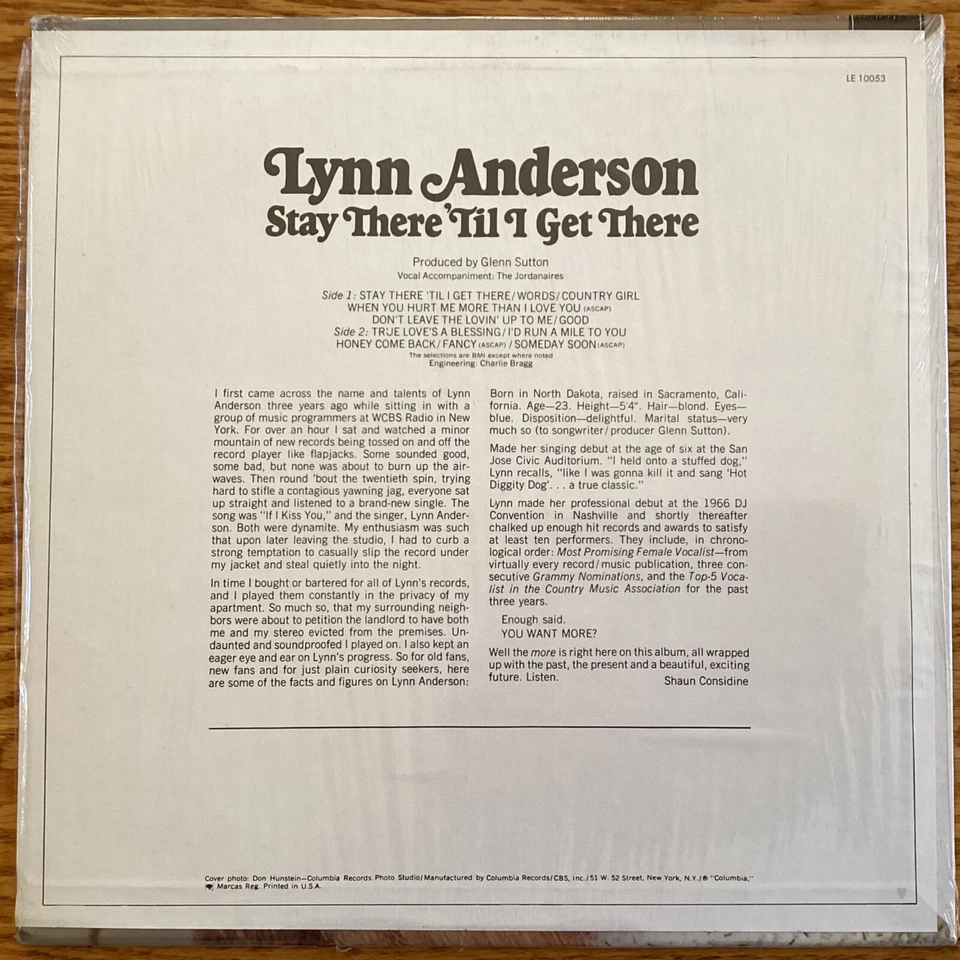 LE 10053
Lynn Anderson
Stay There 'Til I Get There
Produced by Glenn Sutton
Vocal Accompaniment: The Jordanaires
Side 1: STAY THERE 'TIL I GET THERE/WORDS/COUNTRY GIRL
WHEN YOU HURT ME MORE THAN I LOVE YOU (ASCAP)
DON'T LEAVE THE LOVIN' UP TO ME/GOOD
Side 2: TRUE LOVE'S A BLESSING/I'D RUN A MILE TO YOU
HONEY COME BACK/FANCY (ASCAP) /SOMEDAY SOON (ASCAP)
The selections are BMI except where noted
Engineering: Charlie Bragg
I first came across the name and talents of Lynn
Anderson three years ago while sitting in with a
group of music programmers at WCBS Radio in New
York. For over an hour I sat and watched a minor
mountain of new records being tossed on and off the
record player like flapjacks. Some sounded good,
some bad, but none was about to burn up the air-
waves. Then round 'bout the twentieth spin, trying
hard to stifle a contagious yawning jag, everyone sat
up straight and listened to a brand-new single. The
song was "If I Kiss You," and the singer, Lynn Ander-
son. Both were dynamite. My enthusiasm was such
that upon later leaving the studio, I had to curb a
strong temptation to casually slip the record under
my jacket and steal quietly into the night.
In time I bought or bartered for all of Lynn's records,
and I played them constantly in the privacy of my
apartment. So much so, that my surrounding neigh-
bors were about to petition the landlord to have both
me and my stereo evicted from the premises. Un-
daunted and soundproofed I played on. I also kept an
eager eye and ear on Lynn's progress. So for old fans,
new fans and for just plain curiosity seekers, here
are some of the facts and figures on Lynn Anderson:
Born in North Dakota, raised in Sacramento, Cali-
fornia. Age—23. Height—5'4". Hair—blond. Eyes—
blue. Disposition—delightful. Marital status—very
much so (to songwriter/producer Glenn Sutton).
Made her singing debut at the age of six at the San
Jose Civic Auditorium. "I held onto a stuffed dog,"
Lynn recalls, "like I was gonna kill it and sang 'Hot
Diggity Dog'. . . a true classic."
Lynn made her professional debut at the 1966 DJ
Convention in Nashville and shortly thereafter
chalked up enough hit records and awards to satisfy
at least ten performers. They include, in chrono-
logical order: Most Promising Female Vocalist—from
virtually every record/music publication, three con-
secutive Grammy Nominations, and the Top-5 Voca-
list in the Country Music Association for the past
three years.
Enough said.
YOU WANT MORE?
Well the more is right here on this album, all wrapped
up with the past, the present and a beautiful, exciting
future. Listen.
Shaun Considine
Cover photo: Don Hunstein—Columbia Records Photo Studio/Manufactured by Columbia Records/CBS, Inc./51 W. 52 Street, New York, N.Y./® "Columbia,"
Marcas Reg. Printed in U.S.A.